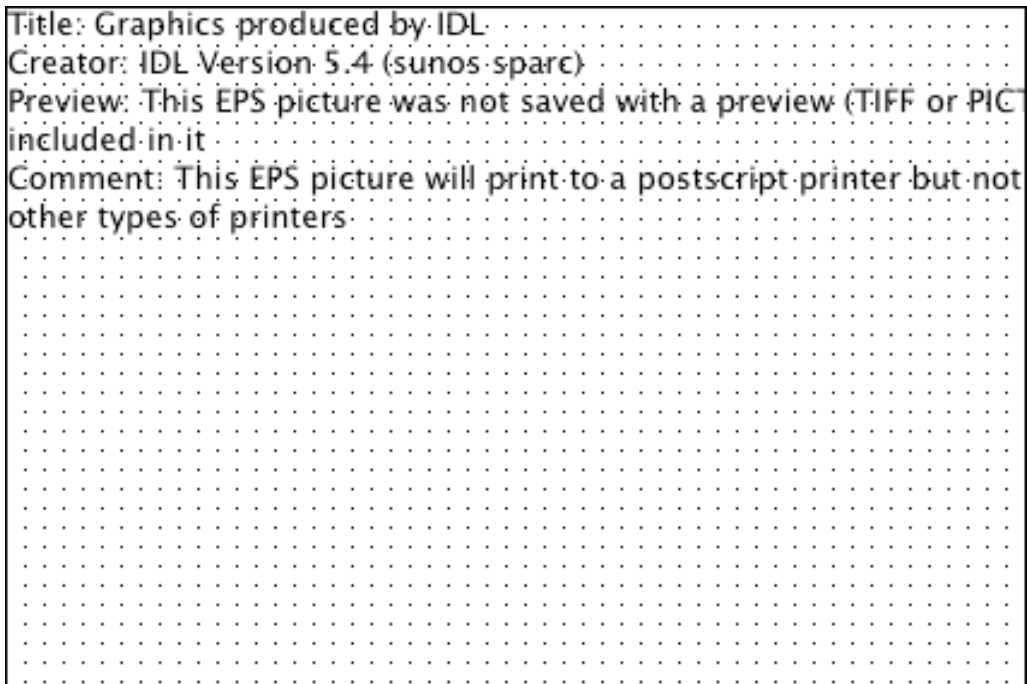 Title: Graphics produced by IDL
Creator: IDL Version 5.4 (sunos sparc)
Preview: This EPS picture was not saved with a preview (TIFF or PICT
included in it
Comment: This EPS picture will print to a postscript printer but not
other types of printers